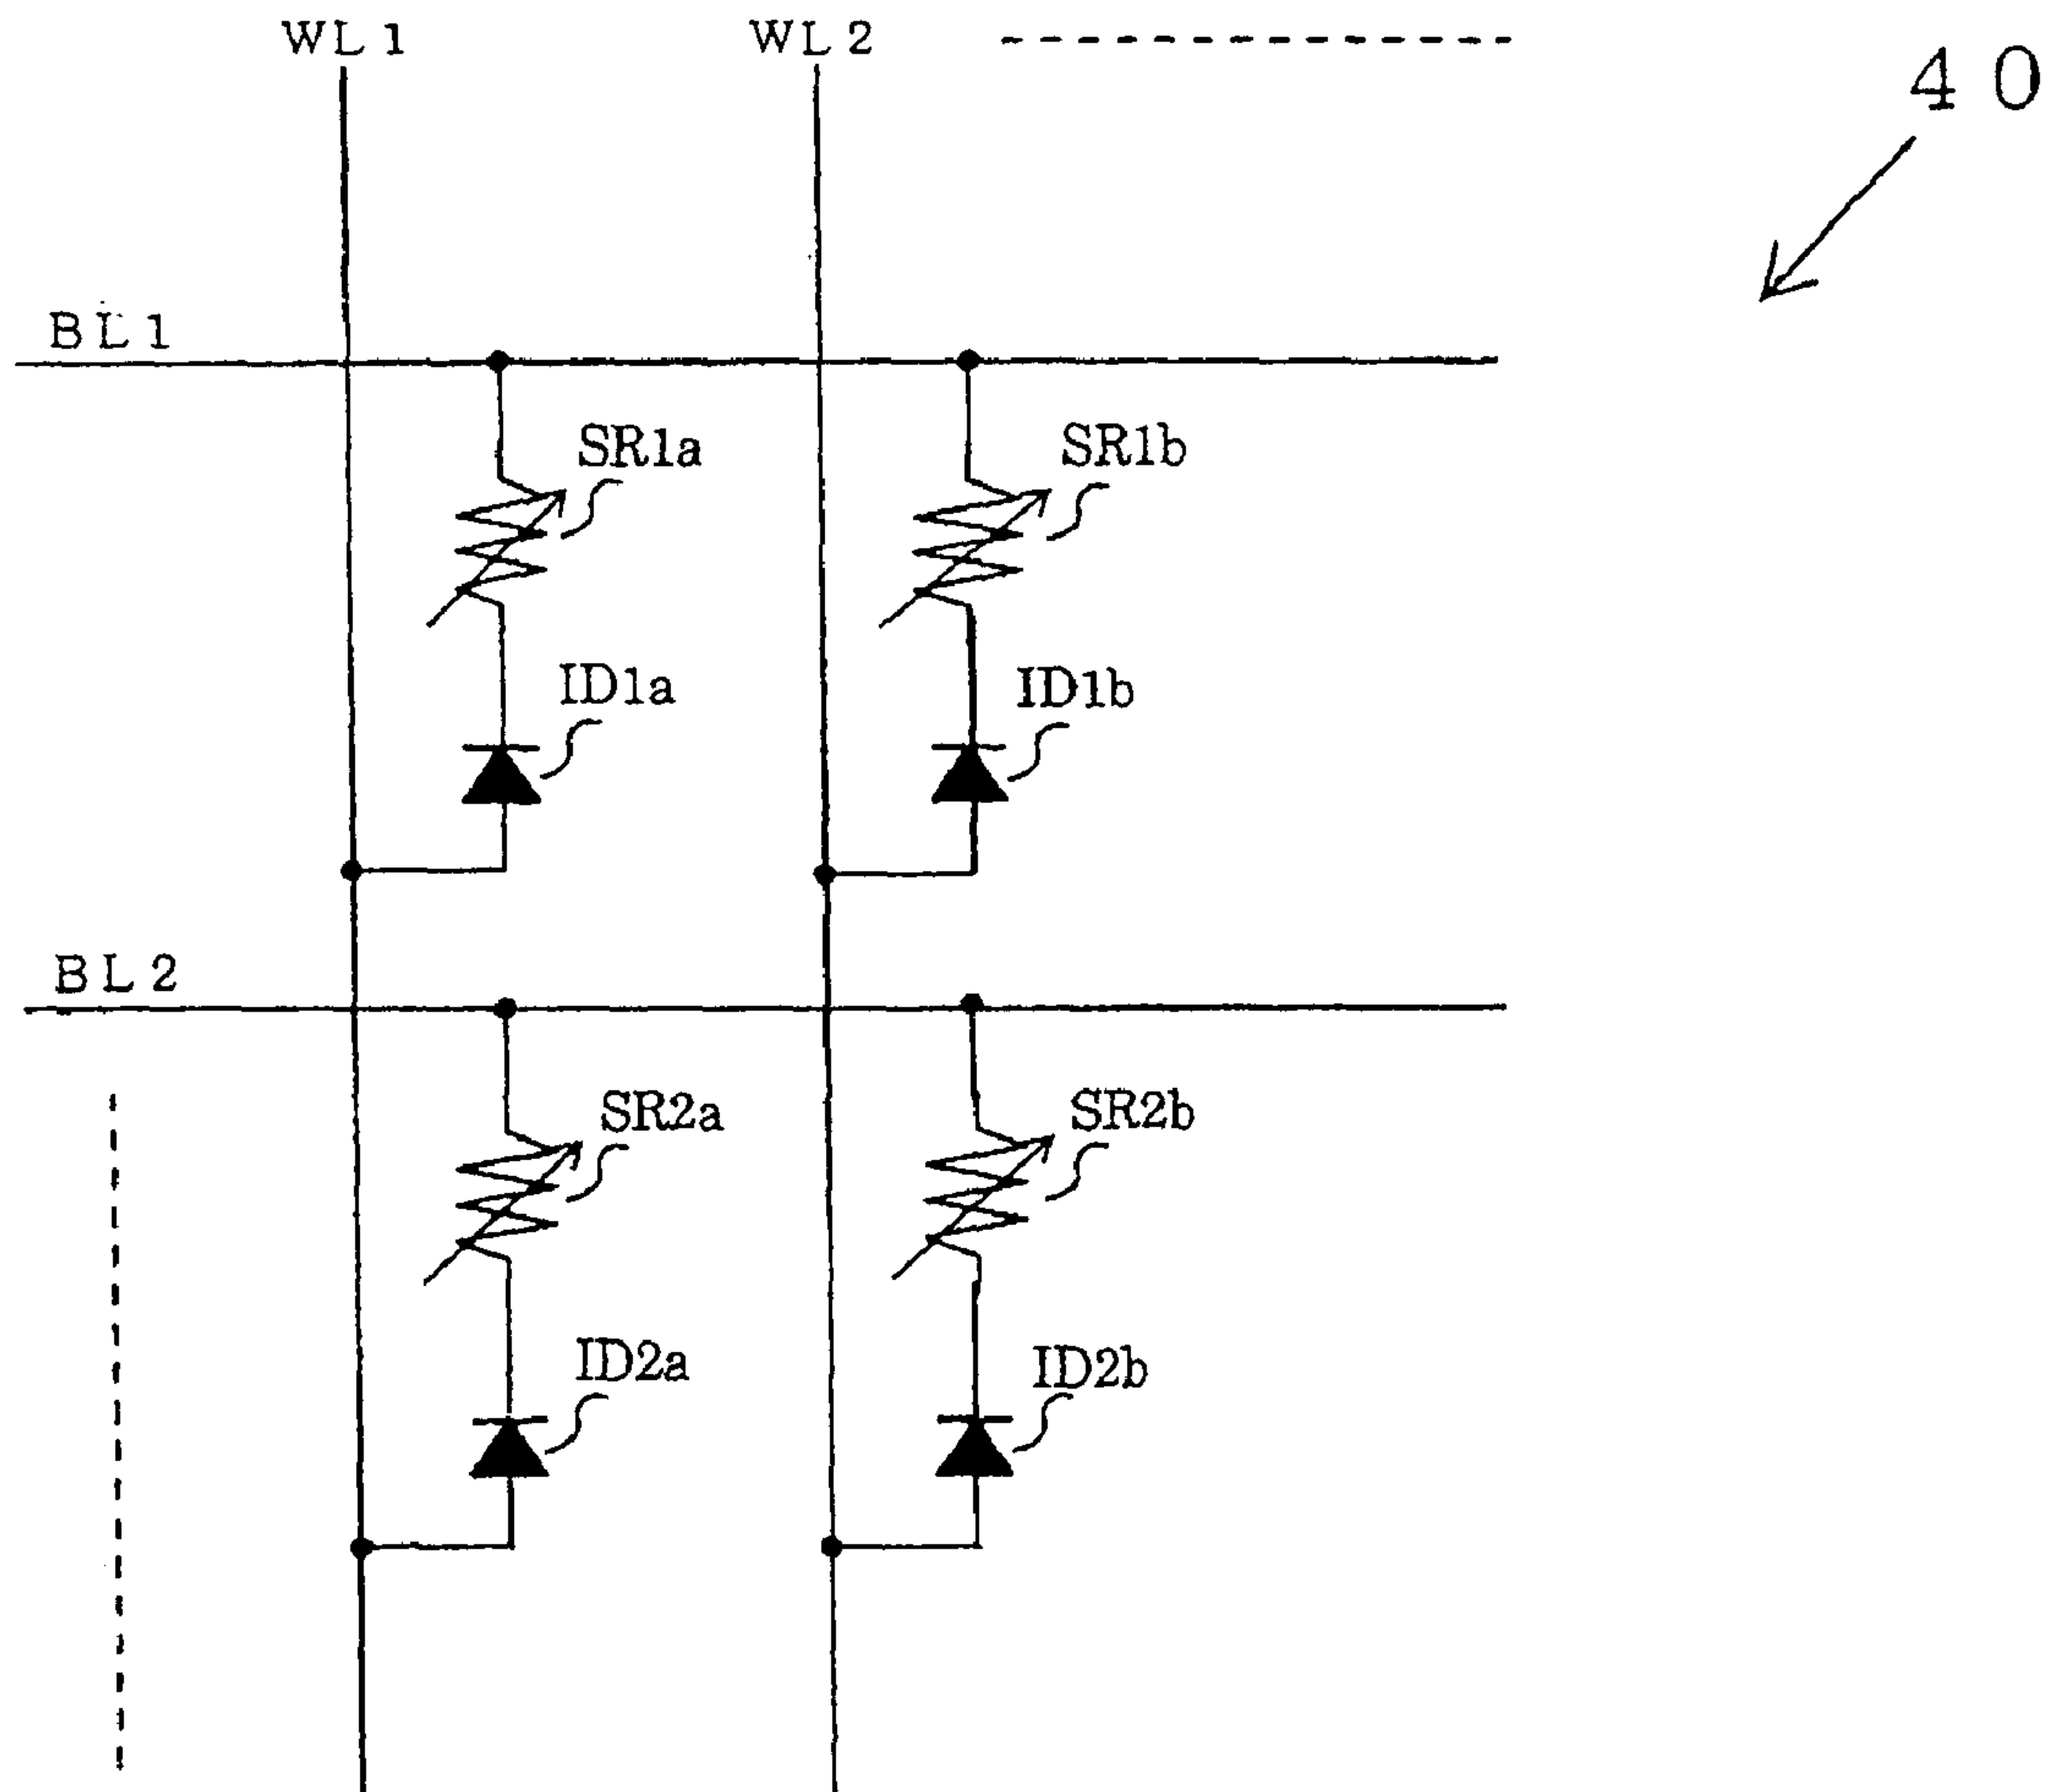 WL1 WL2
40
BL1
SR1a SR1b
ID1a ID1b
BL2
SR2a SR2b
ID2a ID2b